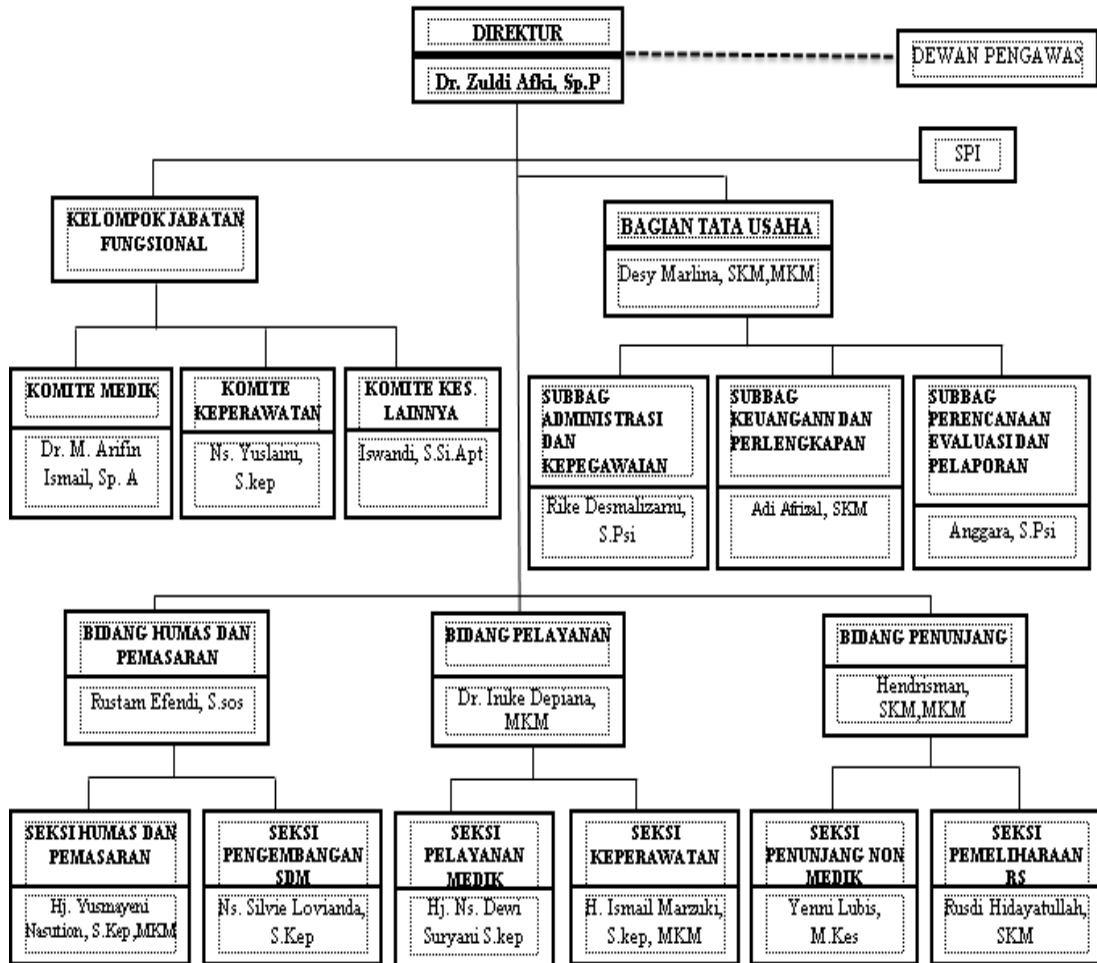 DIREKTUR
Dr. Zuldi Afki, Sp.P
DEWAN PENGAWAS
SPI
KELOMPOK JABATAN
FUNGSIONAL
BAGIAN TATA USAHA
Desy Marlina, SKM,MKM
KOMITE MEDIK
Dr. M. Arifin
Ismail, Sp. A
KOMITE
KEPERAWATAN
Ns. Yuslaini,
S.kep
KOMITE KES.
LAINNYA
Iswandi, S.Si.Apt
SUBBAG
ADMINISTRASI
DAN
KEPEGAWAIAN
Rike Desmalizarni,
S.Psi
SUBBAG
KEUANGANN DAN
PERLENGKAPAN
Adi Afrizal, SKM
SUBBAG
PERENCANAAN
EVALUASI DAN
PELAPORAN
Anggara, S.Psi
BIDANG HUMAS DAN
PEMASARAN
Rustam Efendi, S.sos
BIDANG PELAYANAN
Dr. Inike Depiana,
MKM
BIDANG PENUNJANG
Hendrisman,
SKM,MKM
SEKSI HUMAS DAN
PEMASARAN
Hj. Yusmayeni
Nasution, S.Kep,MKM
SEKSI
PENGEMBANGAN
SDM
Ns. Silvie Lovianda,
S.Kep
SEKSI
PELAYANAN
MEDIK
Hj. Ns. Dewi
Suryani S.kep
SEKSI
KEPERAWATAN
H. Ismail Marzuki,
S.kep, MKM
SEKSI
PENUNJANG NON
MEDIK
Yenni Lubis,
M.Kes
SEKSI
PEMELIHARAAN
RS
Rusdi Hidayatullah,
SKM